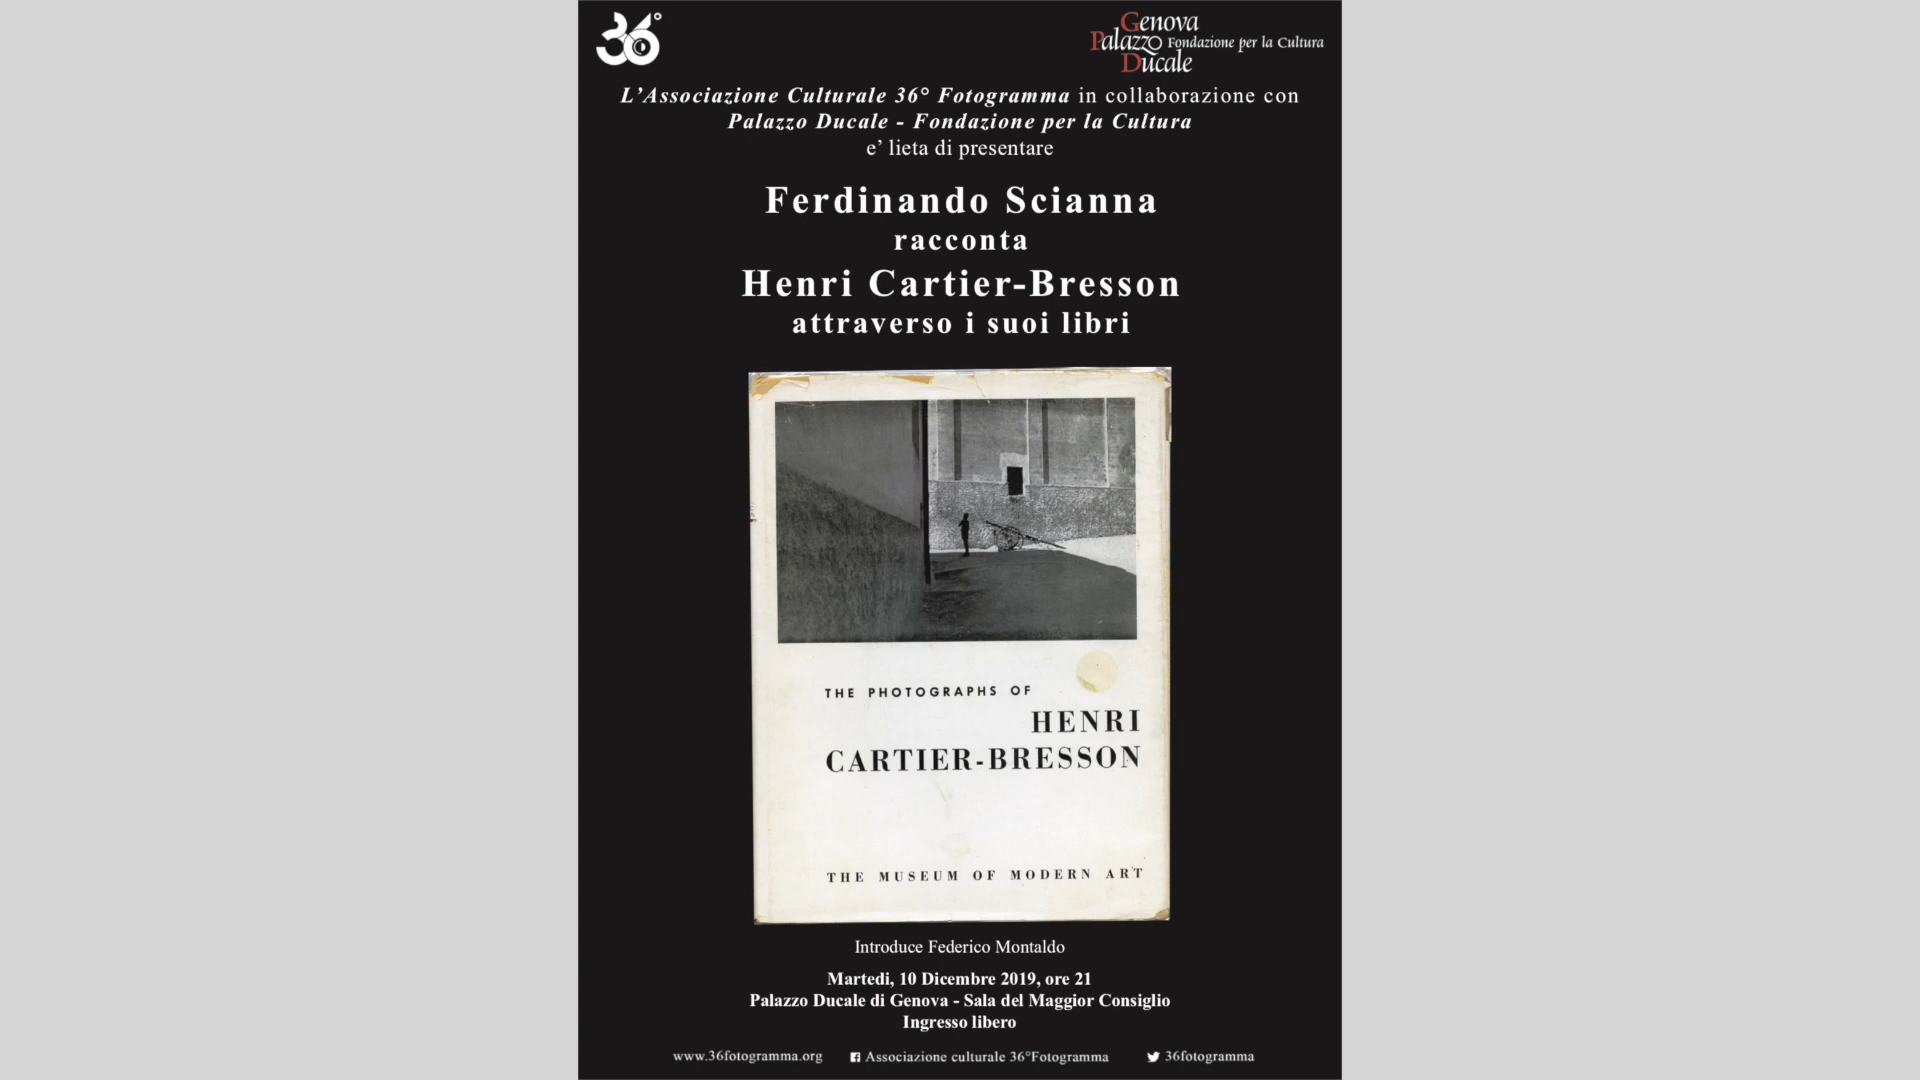 36°
Genova
Palazzo Fondazione per la Cultura
Ducale
L’Associazione Culturale 36° Fotogramma in collaborazione con
Palazzo Ducale - Fondazione per la Cultura
e’ lieta di presentare
Ferdinando Scianna
racconta
Henri Cartier-Bresson
attraverso i suoi libri
THE PHOTOGRAPHS OF
HENRI
CARTIER-BRESSON
THE MUSEUM OF MODERN ART
Introduce Federico Montaldo
Martedi, 10 Dicembre 2019, ore 21
Palazzo Ducale di Genova - Sala del Maggior Consiglio
Ingresso libero
www.36fotogramma.org Associazione culturale 36°Fotogramma 36fotogramma